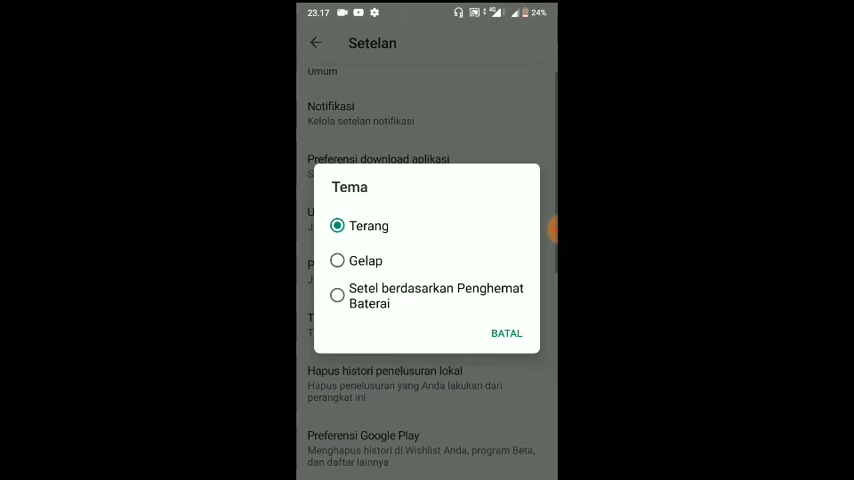 23.17
4G
24%
Setelan
Umum
Notifikasi
Kelola setelan notifikasi
Preferensi download aplikasi
S
Tema
U
Terang
J
Gelap
P
J
Setel berdasarkan Penghemat
Baterai
T
T
BATAL
Hapus histori penelusuran lokal
Hapus penelusuran yang Anda lakukan dari
perangkat ini
Preferensi Google Play
Menghapus histori di Wishlist Anda, program Beta,
dan daftar lainnya